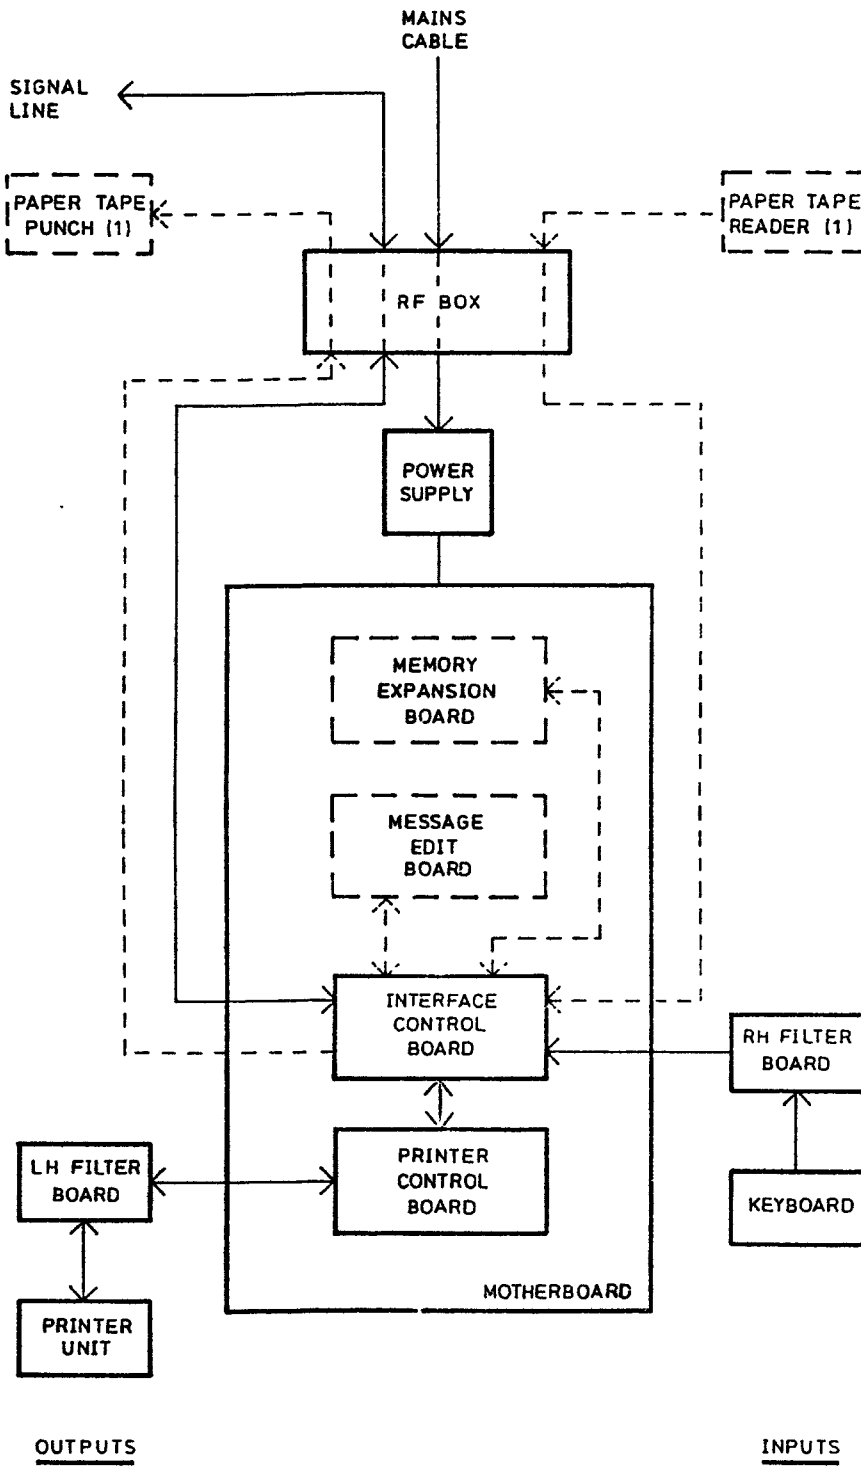 MAINS
CABLE
SIGNAL
LINE
PAPER TAPE
PUNCH (1)
PAPER TAPE
READER (1)
RF BOX
POWER
SUPPLY
MEMORY
EXPANSION
BOARD
MESSAGE
EDIT
BOARD
INTERFACE
CONTROL
BOARD
RH FILTER
BOARD
PRINTER
CONTROL
BOARD
LH FILTER
BOARD
KEYBOARD
MOTHERBOARD
PRINTER
UNIT
OUTPUTS
INPUTS